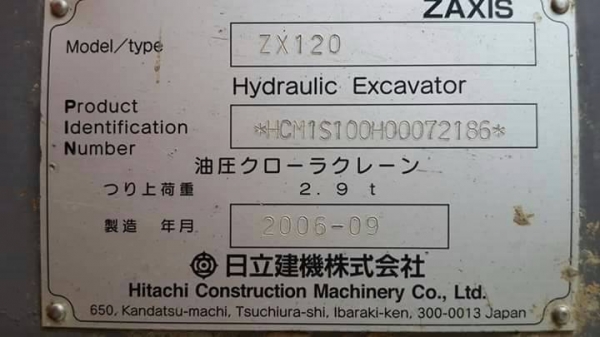 ZAXIS
Model/type ZX120
Hydraulic Excavator
Product
Identification *HCM1S100H00072186*
Number
油圧クローラクレーン
つり上荷重 2.9 t
製造 年月 2006-09
日立建機株式会社
Hitachi Construction Machinery Co., Ltd.
650, Kandatsu-machi, Tsuchiura-shi, Ibaraki-ken, 300-0013 Japan